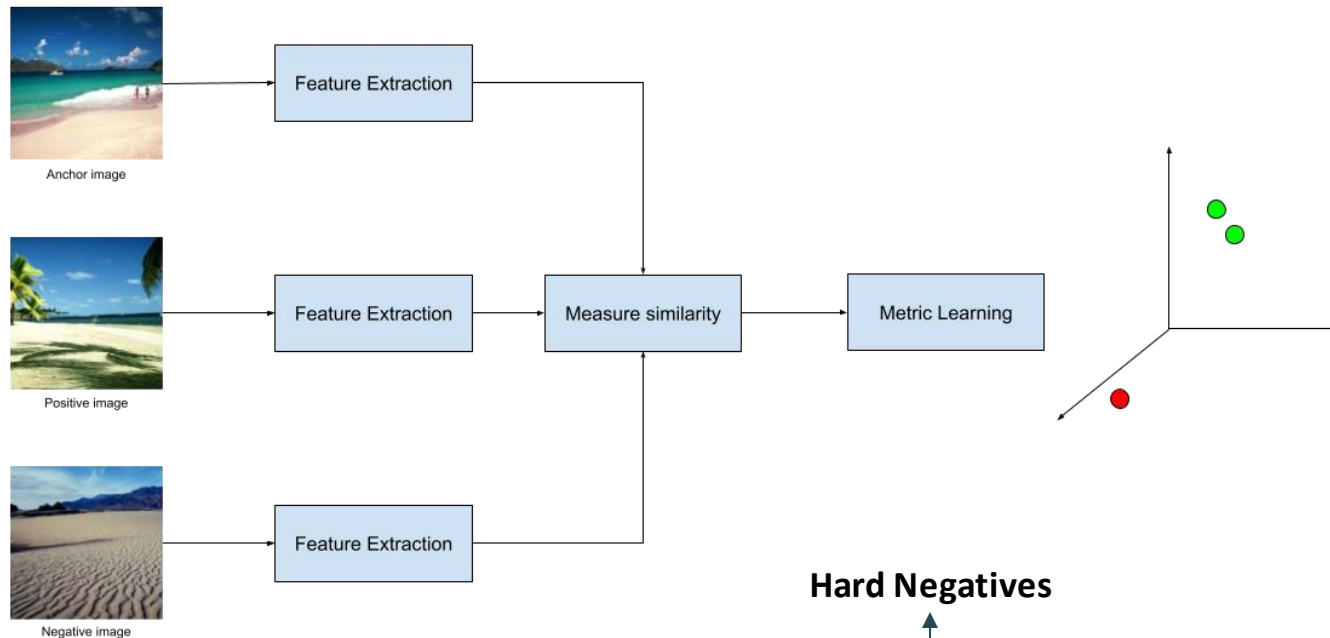 Anchor image
Feature Extraction
Positive image
Feature Extraction
Measure similarity
Metric Learning
Negative image
Feature Extraction
Hard Negatives